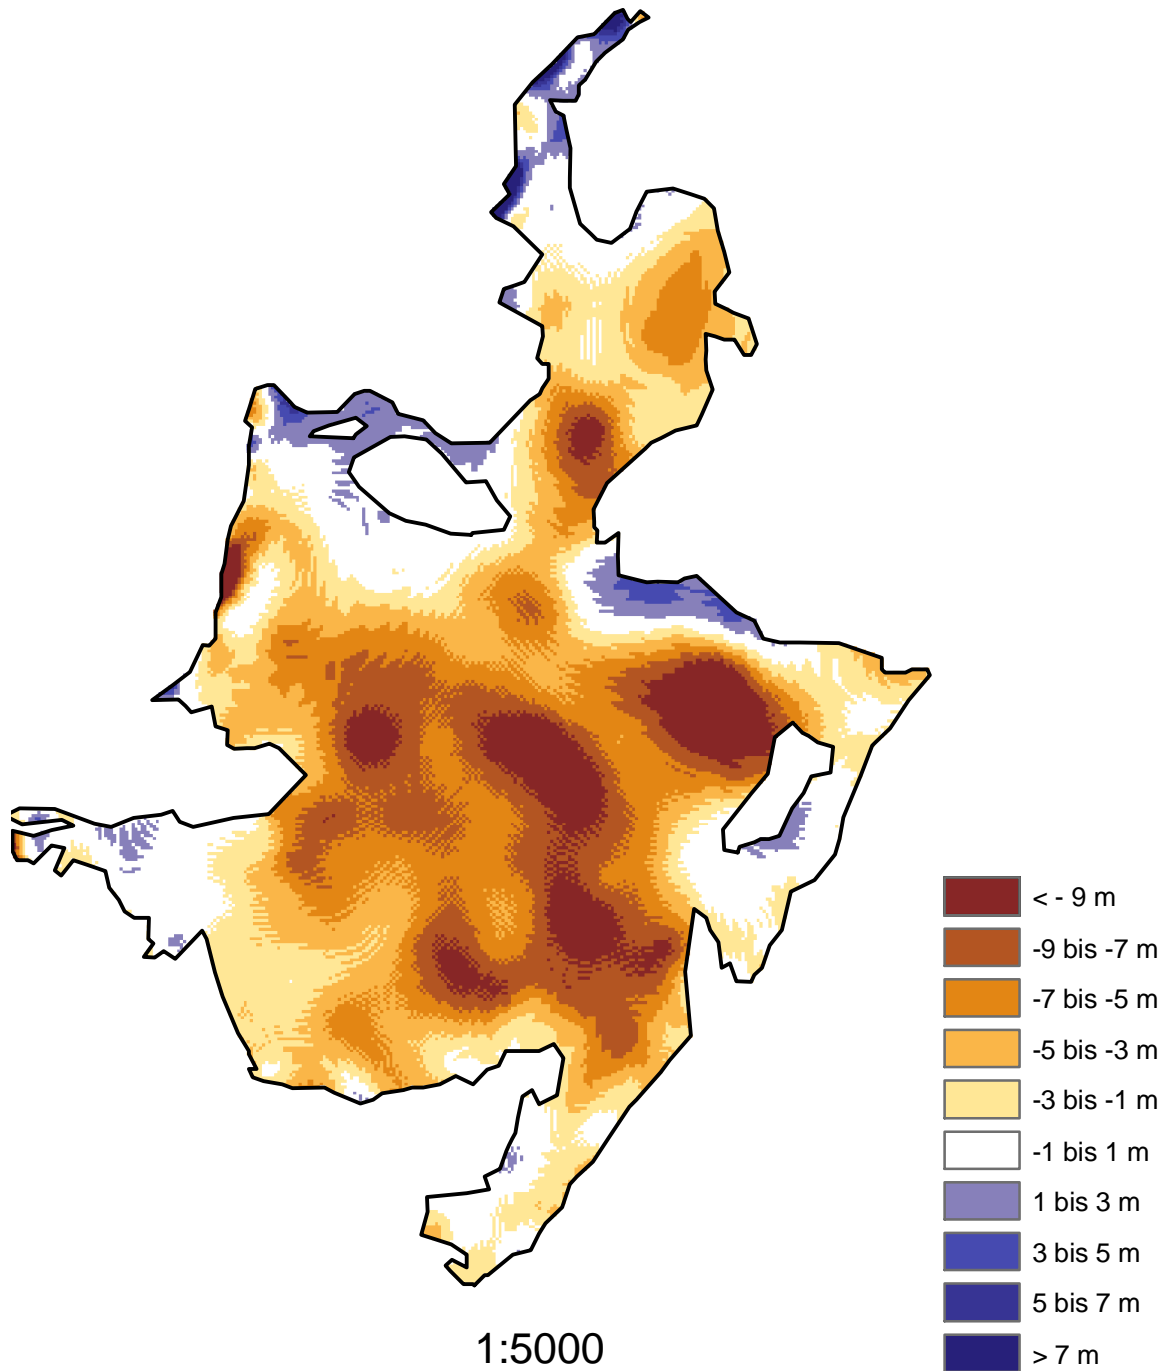 < - 9 m
-9 bis -7 m
-7 bis -5 m
-5 bis -3 m
-3 bis -1 m
-1 bis 1 m
1 bis 3 m
3 bis 5 m
5 bis 7 m
> 7 m
1:5000